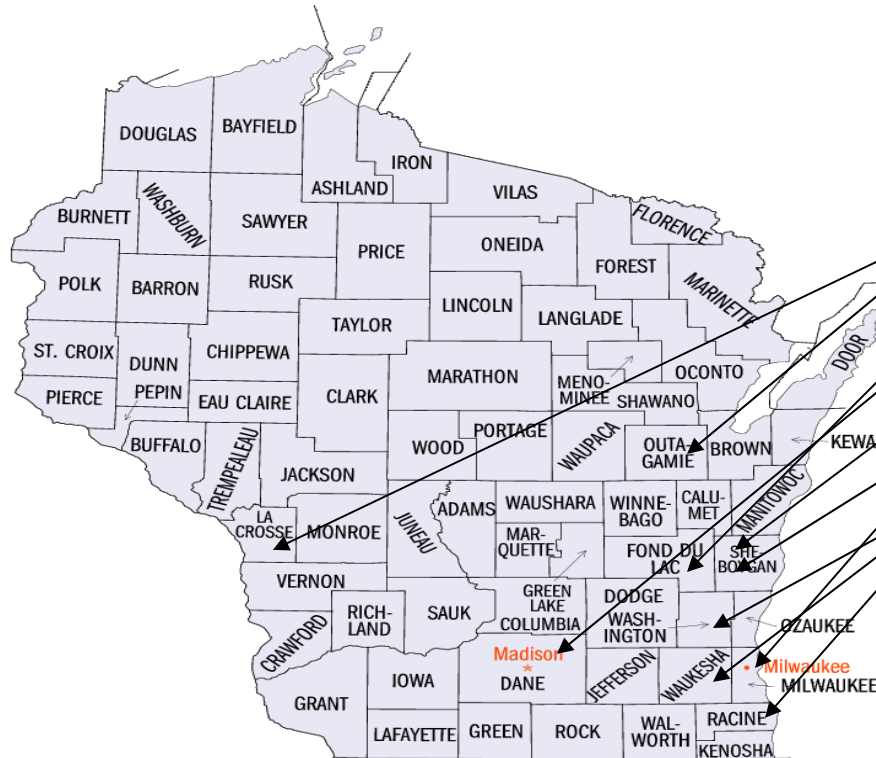 DOUGLAS
BAYFIELD
IRON
ASHLAND
VILAS
BURNETT
WASHBURN
SAWYER
FLORENCE
PRICE
ONEIDA
FOREST
POLK
BARRON
RUSK
MARINETTE
LINCOLN
LANGLADE
TAYLOR
ST. CROIX
CHIPPEWA
DOOR
DUNN
MARATHON
OCONTO
MENO-
MINEE
PIERCE
PEPIN
EAU CLAIRE
CLARK
SHAWANO
PORTAGE
WAUPACA
BUFFALO
WOOD
OUTA-
GAMIE
BROWN
KEWA
TREMPEALEAU
JACKSON
LA
CROSSE
MONROE
JUNEAU
ADAMS
WAUSHARA
WINNE-
BAGO
CALU-
MET
MANITOWOC
MAR-
QUETTE
FOND DU
LAC
SHE-
BOYGAN
VERNON
GREEN
LAKE
DODGE
RICH-
LAND
SAUK
COLUMBIA
WASH-
INGTON
OZAUKEE
CRAWFORD
Madison
DANE
JEFFERSON
WAUKESHA
Milwaukee
MILWAUKEE
IOWA
GRANT
LAFAYETTE
GREEN
ROCK
WAL-
WORTH
RACINE
KENOSHA